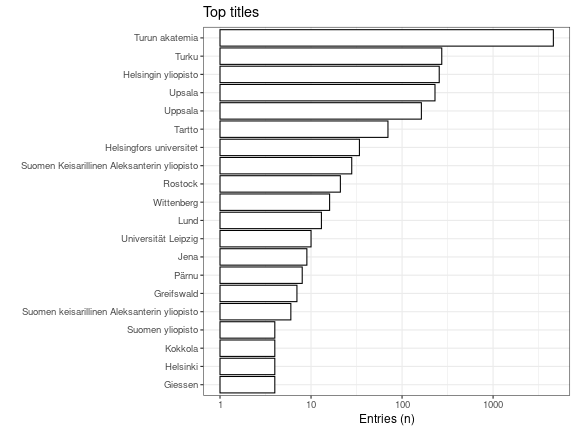 Top titles
Turun akatemia
Turku
Helsingin yliopisto
Upsala
Uppsala
Tartto
Helsingfors universitet
Suomen Keisarillinen Aleksanterin yliopisto
Rostock
Wittenberg
Lund
Universität Leipzig
Jena
Pärnu
Greifswald
Suomen keisarillinen Aleksanterin yliopisto
Suomen yliopisto
Kokkola
Helsinki
Giessen
1 10 100 1000
Entries (n)